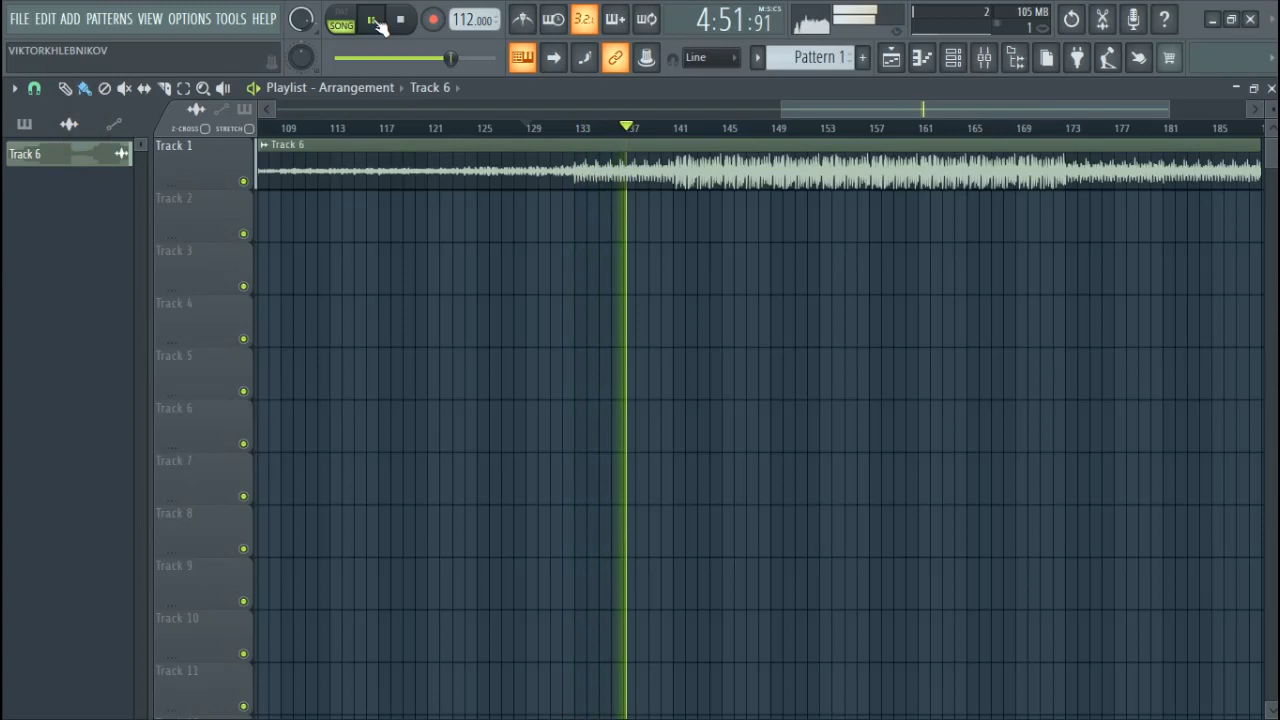 FILE EDIT ADD PATTERNS VIEW OPTIONS TOOLS HELP
PAT
SONG
112.000
3.2.1
4:51:91
M:S:CS
2
105 MB
1
VIKTORKHLEBNIKOV
Line
Pattern 1
Playlist - Arrangement › Track 6 ›
Z-CROSS STRETCH
109 113 117 121 125 129 133 137 141 145 149 153 157 161 165 169 173 177 181 185
Track 6
Track 1
Track 6
Track 2
Track 3
Track 4
Track 5
Track 6
Track 7
Track 8
Track 9
Track 10
Track 11